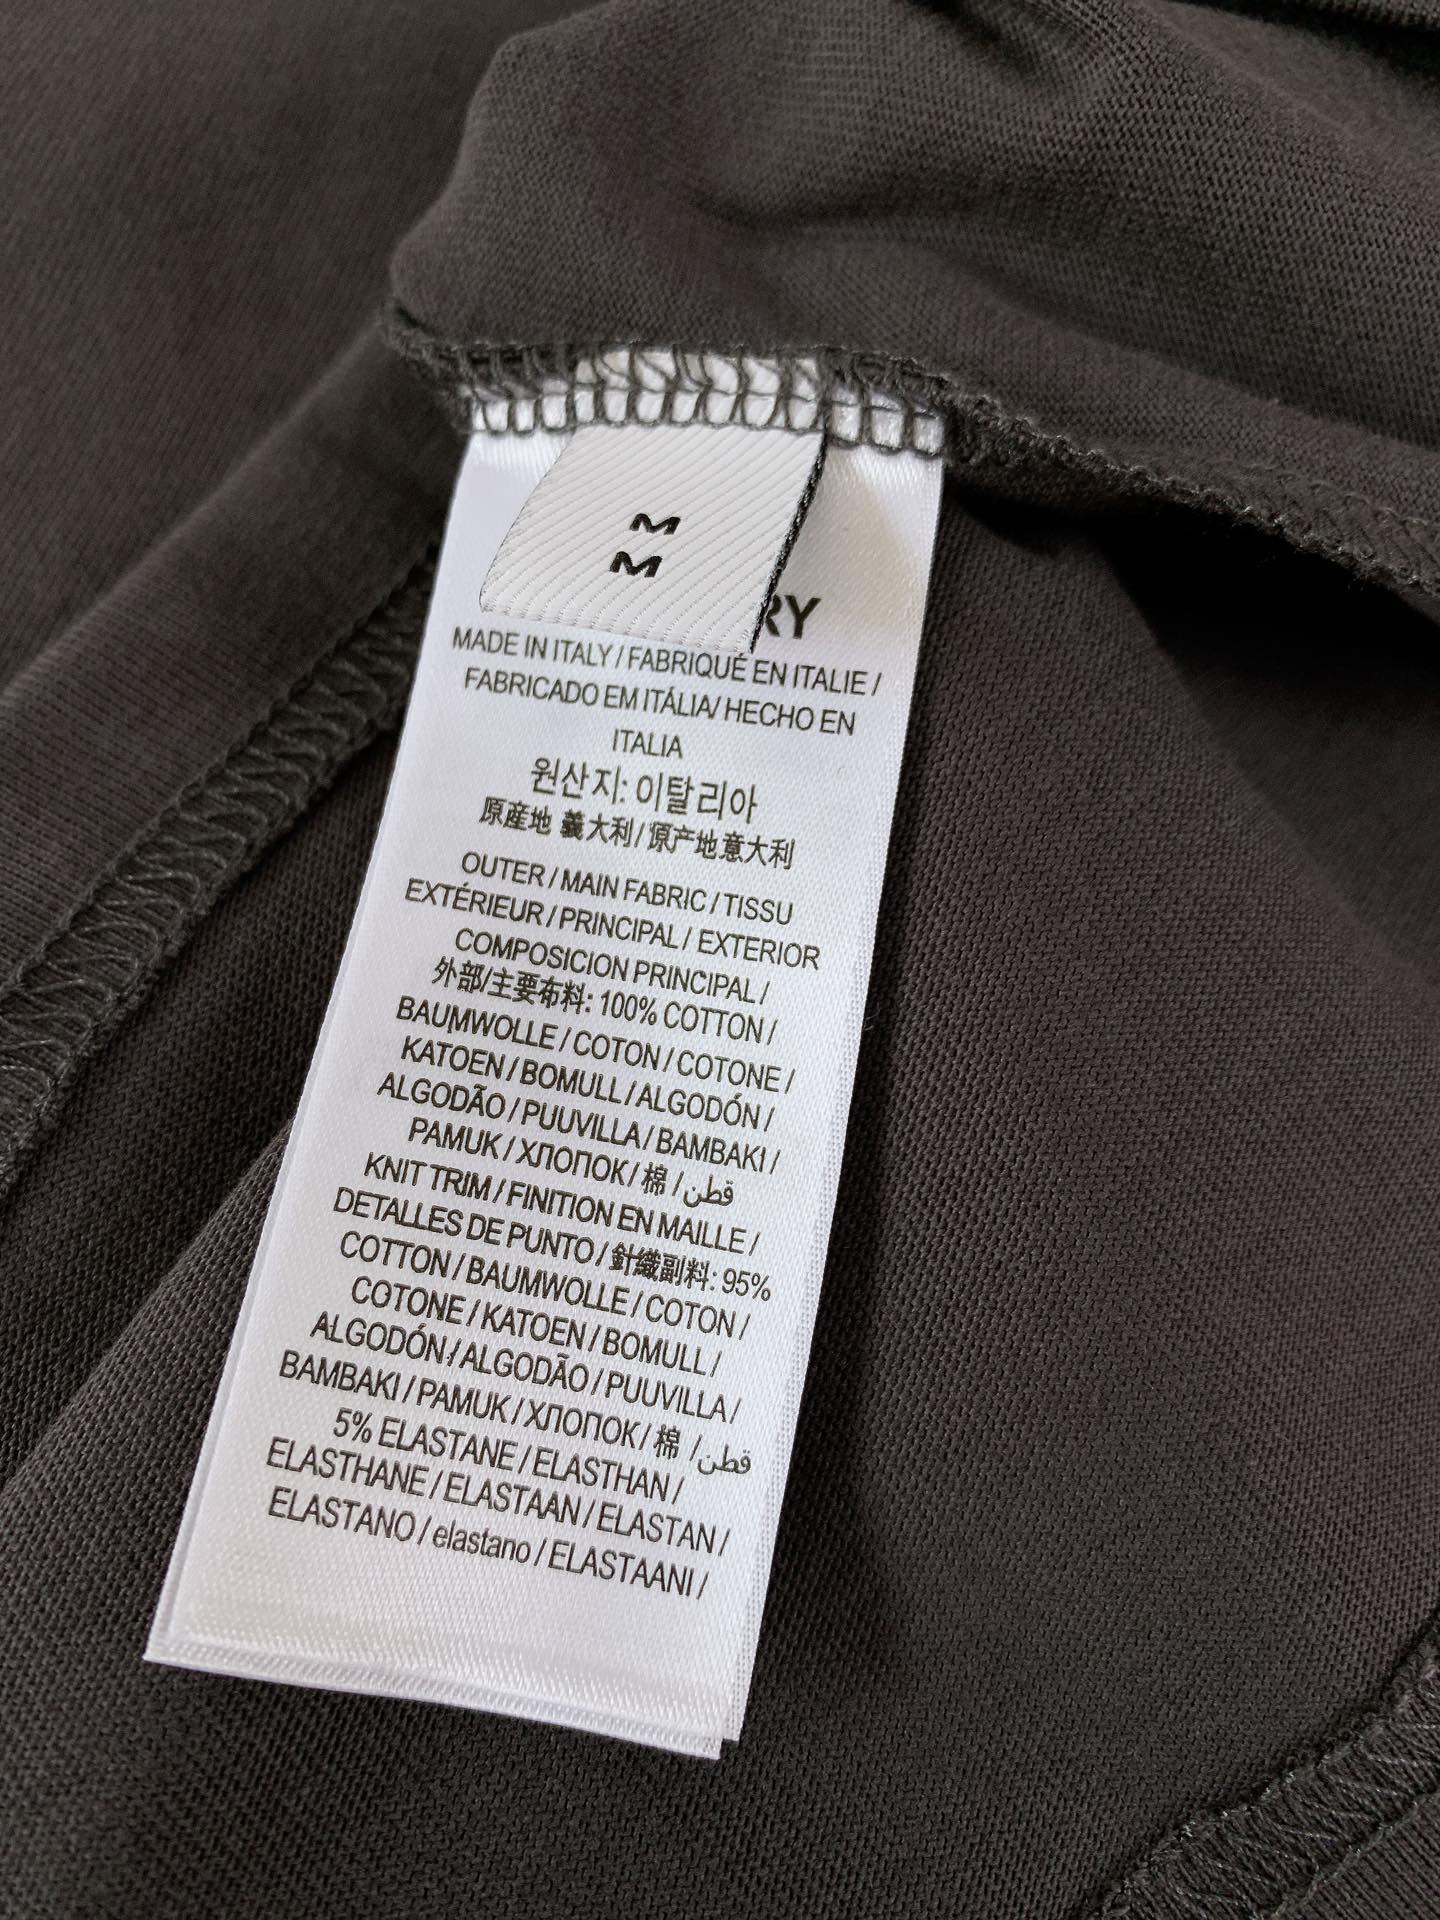 M
M
RY
MADE IN ITALY / FABRIQUÉ EN ITALIE /
FABRICADO EM ITÁLIA/ HECHO EN
ITALIA
원산지: 이탈리아
原産地 義大利/ 原产地意大利
OUTER / MAIN FABRIC / TISSU
EXTÉRIEUR / PRINCIPAL / EXTERIOR
COMPOSICION PRINCIPAL /
外部/主要布料: 100% COTTON /
BAUMWOLLE / COTON / COTONE /
KATOEN / BOMULL / ALGODÓN /
ALGODÃO / PUUVILLA / BAMBAKI /
PAMUK / ХЛОПОК / 棉 / قطن
KNIT TRIM / FINITION EN MAILLE /
DETALLES DE PUNTO / 針織副料: 95%
COTTON / BAUMWOLLE / COTON /
COTONE / KATOEN / BOMULL /
ALGODÓN / ALGODÃO / PUUVILLA /
BAMBAKI / PAMUK / ХЛОПОК / 棉 / قطن
5% ELASTANE / ELASTHAN /
ELASTHANE / ELASTAAN / ELASTAN /
ELASTANO / elastano / ELASTAANI /